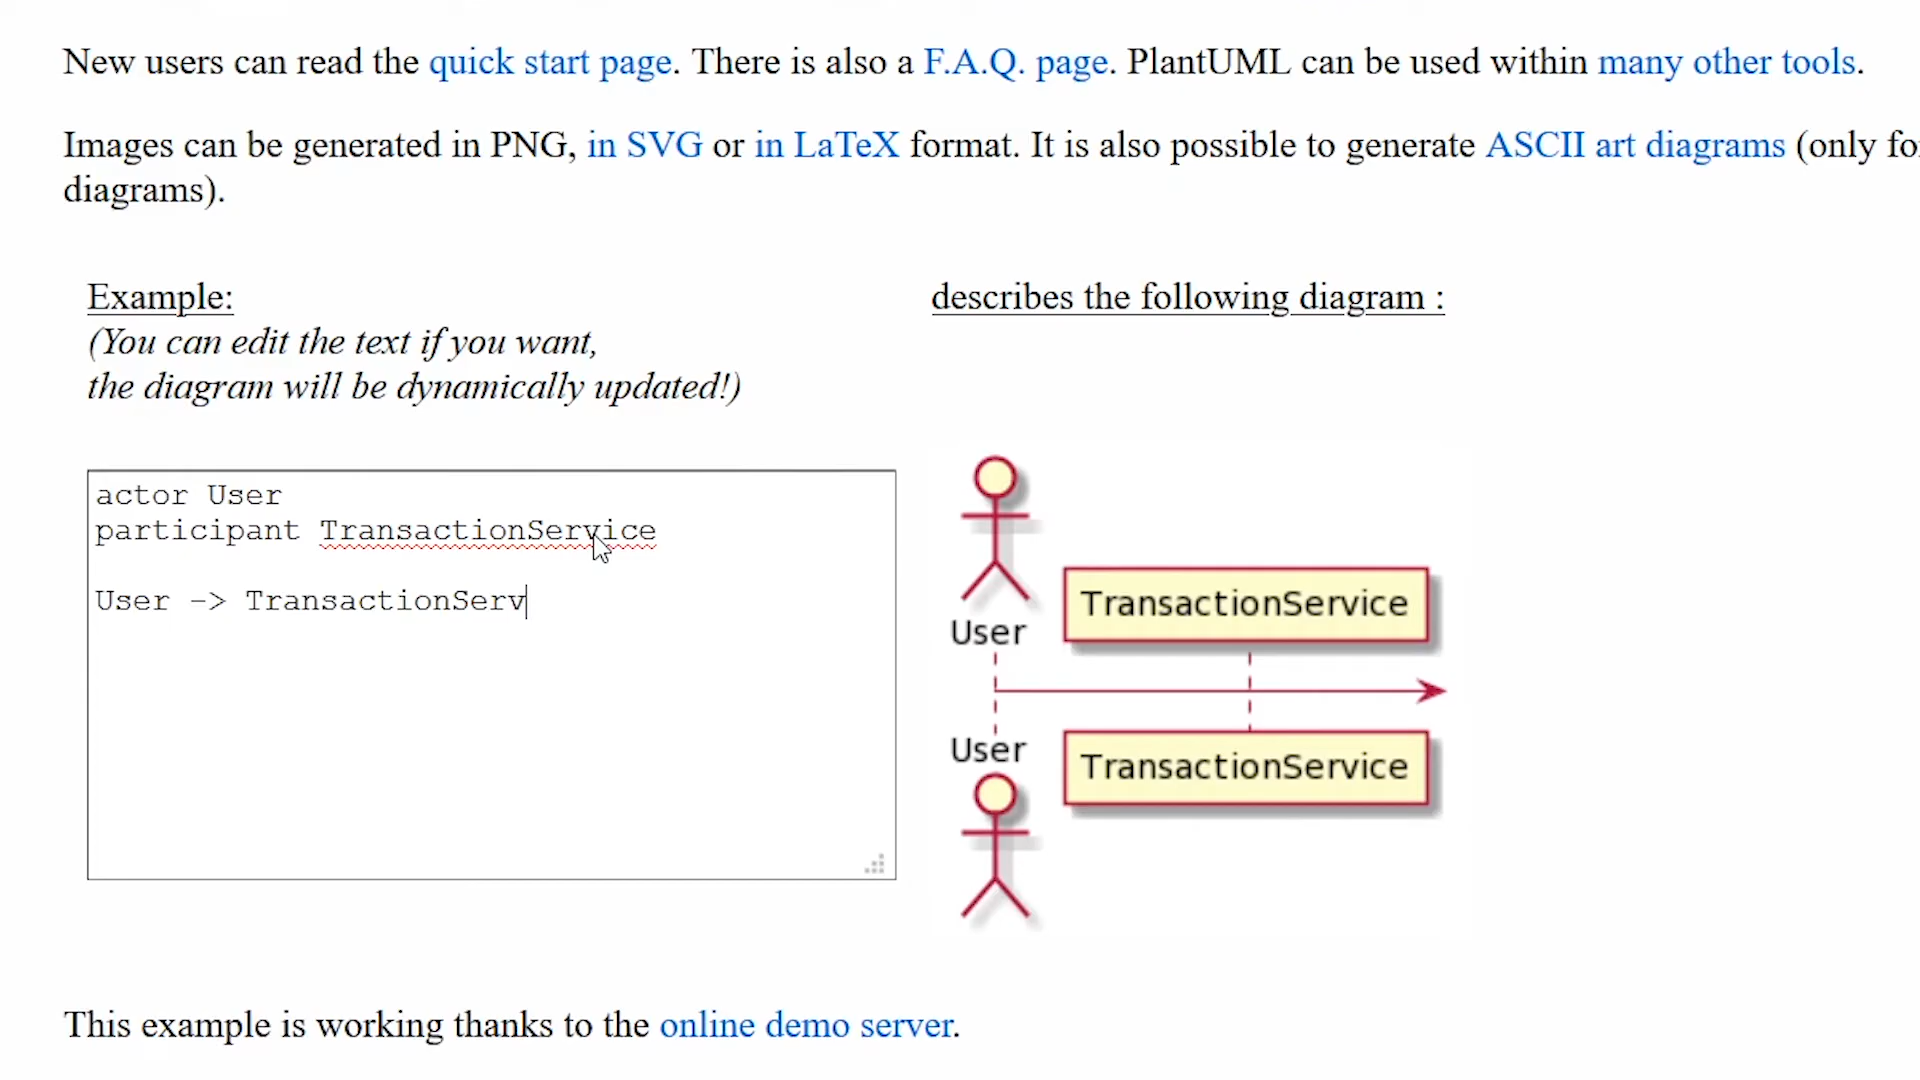 New users can read the quick start page. There is also a F.A.Q. page. PlantUML can be used within many other tools.
Images can be generated in PNG, in SVG or in LaTeX format. It is also possible to generate ASCII art diagrams (only
diagrams).
Example:
(You can edit the text if you want,
the diagram will be dynamically updated!)
describes the following diagram :
actor User
participant TransactionService
User -> TransactionServ
User
TransactionService
User
TransactionService
This example is working thanks to the online demo server.